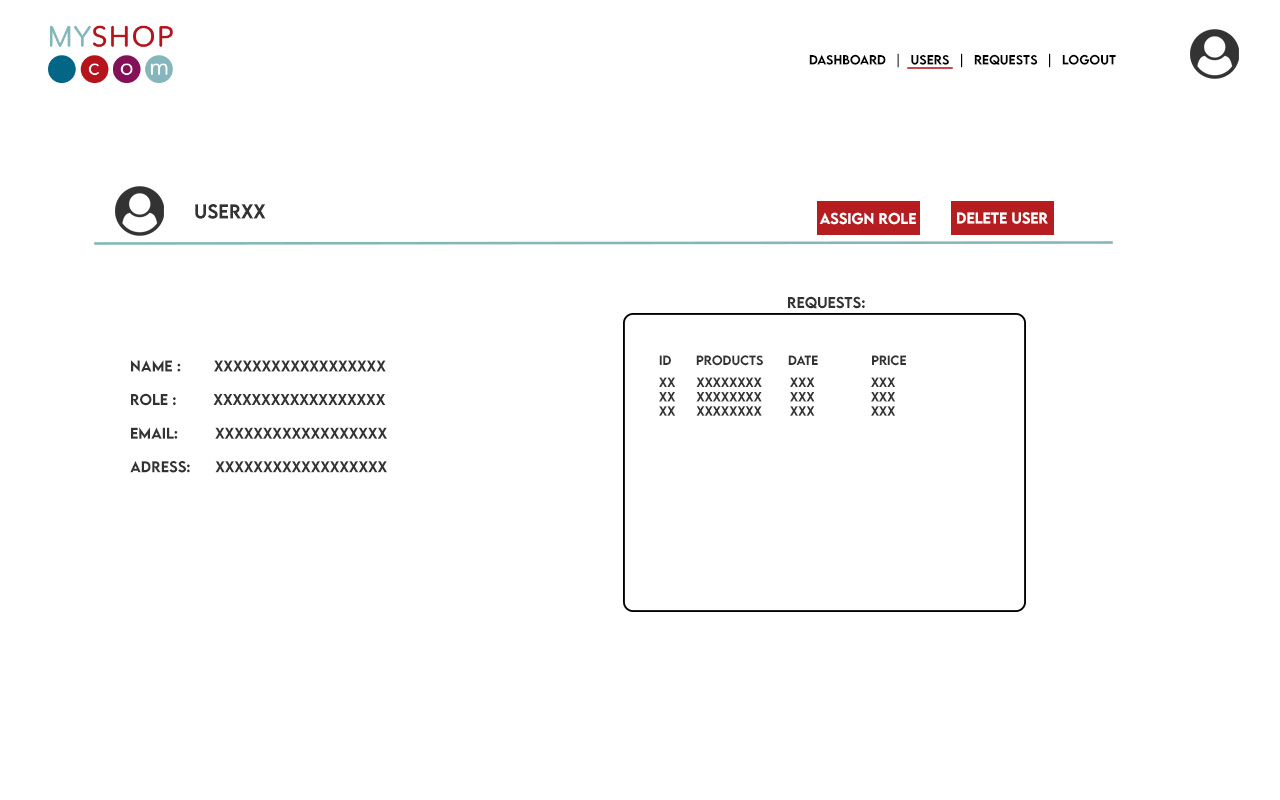 MYSHOP
com
DASHBOARD | USERS | REQUESTS | LOGOUT
USERXX
ASSIGN ROLE
DELETE USER
NAME : XXXXXXXXXXXXXXXXXX
ROLE : XXXXXXXXXXXXXXXXXX
EMAIL: XXXXXXXXXXXXXXXXXX
ADRESS: XXXXXXXXXXXXXXXXXX
REQUESTS:
ID PRODUCTS DATE PRICE
XX XXXXXXXX XXX XXX
XX XXXXXXXX XXX XXX
XX XXXXXXXX XXX XXX